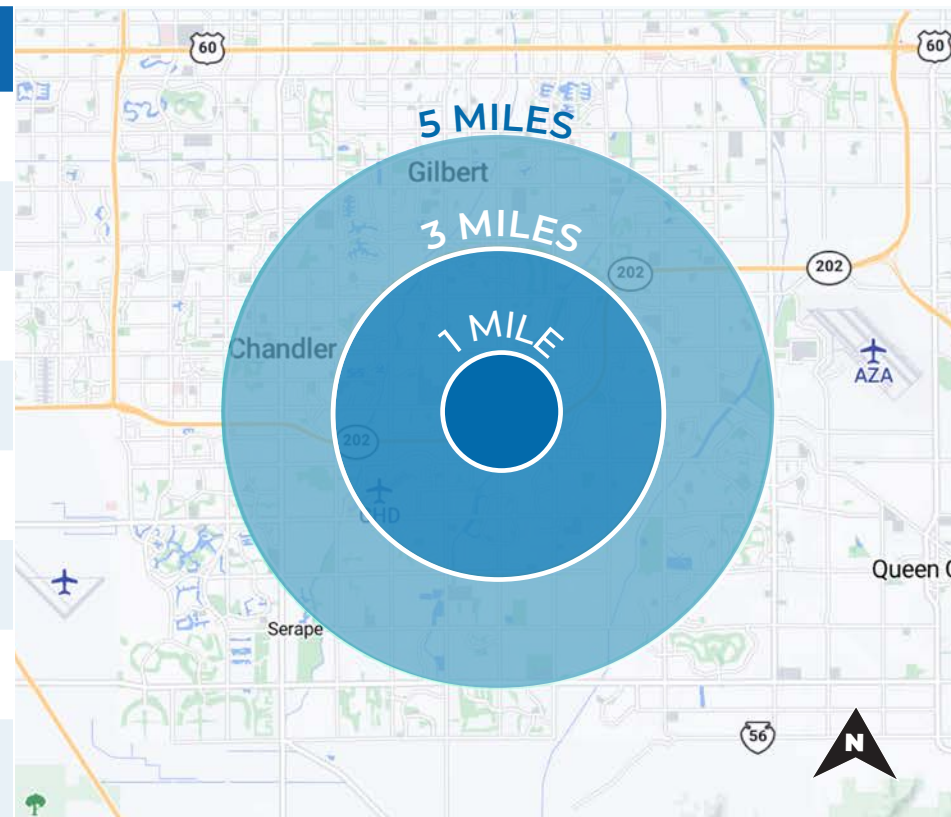 60
60
5 MILES
Gilbert
3 MILES
202
202
1 MILE
Chandler
AZA
202
CHD
Queen C
Serape
56
N